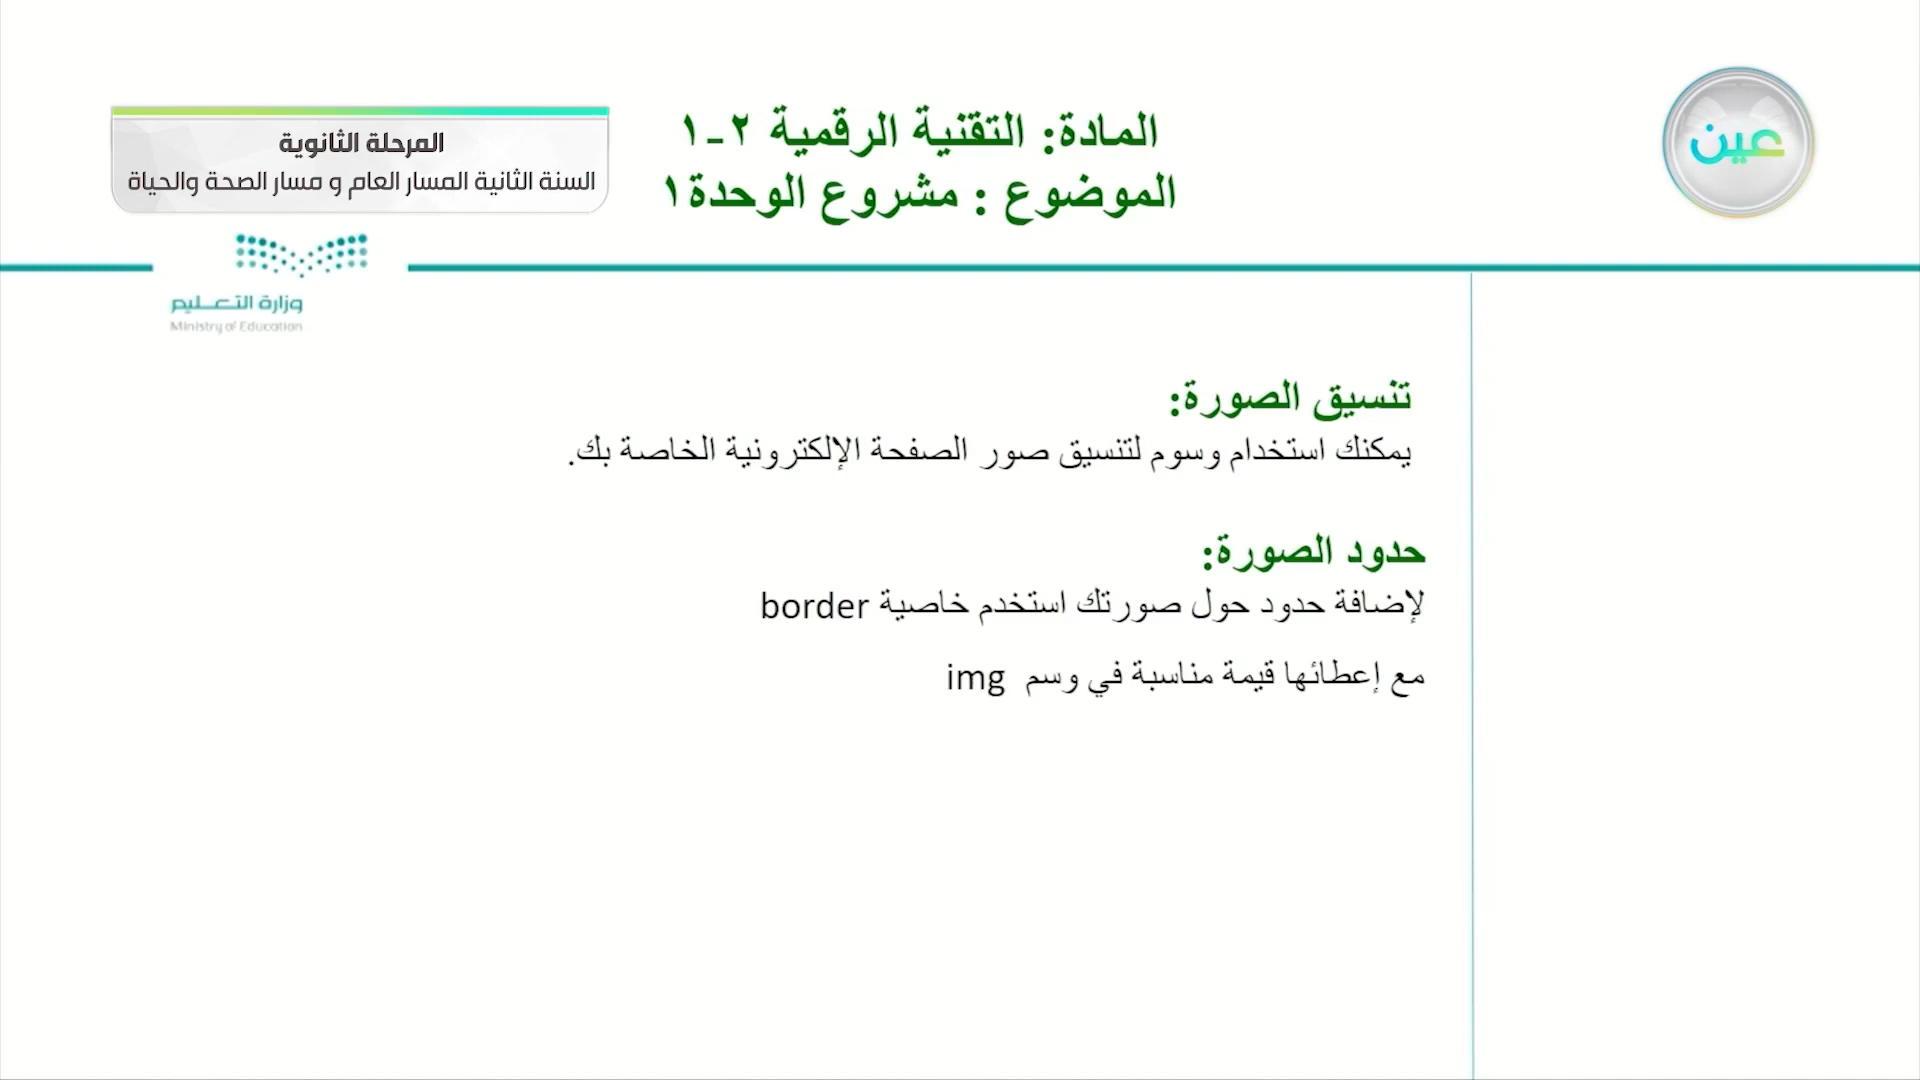 عين
المادة: التقنية الرقمية ٢-١
الموضوع : مشروع الوحدة١
المرحلة الثانوية
السنة الثانية المسار العام و مسار الصحة والحياة
وزارة التعليم
Ministry of Education
تنسيق الصورة:
يمكنك استخدام وسوم لتنسيق صور الصفحة الإلكترونية الخاصة بك.
حدود الصورة:
لإضافة حدود حول صورتك استخدم خاصية border
مع إعطائها قيمة مناسبة في وسم img